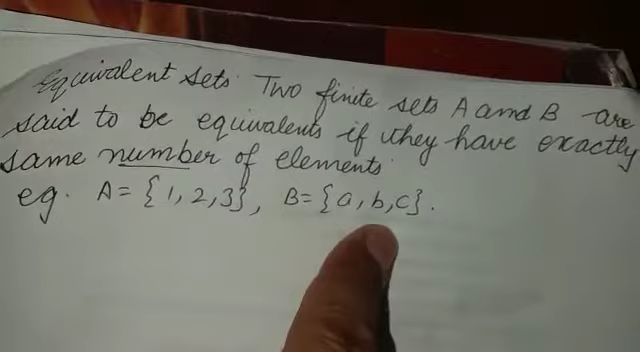 Equivalent sets: Two finite sets A and B are
said to be equivalents if they have exactly
same number of elements
eg. A = {1, 2, 3}, B = {a, b, c}.